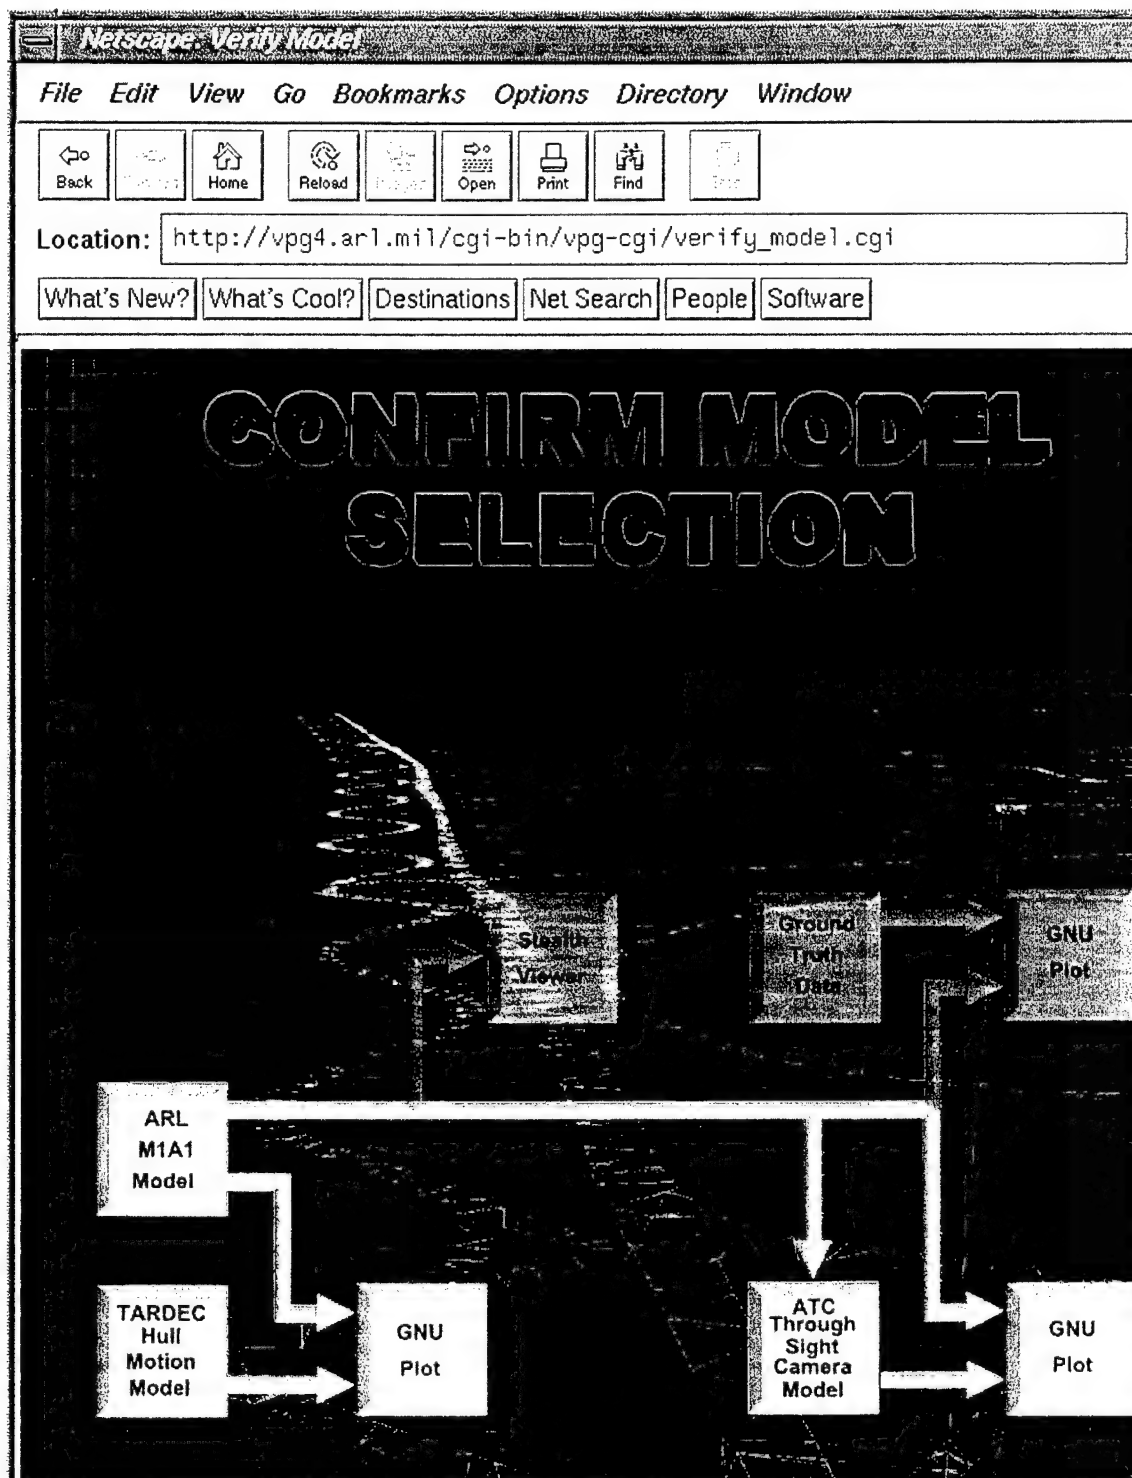 Netscape: Verify Model
File Edit View Go Bookmarks Options Directory Window
Back Home Reload Open Print Find
Location: http://vpg4.arl.mil/cgi-bin/vpg-cgi/verify_model.cgi
What's New? What's Cool? Destinations Net Search People Software
CONFIRM MODEL
SELECTION
Stealth
Viewer
Ground
Truth
Data
GNU
Plot
ARL
M1A1
Model
TARDEC
Hull
Motion
Model
GNU
Plot
ATC
Through
Sight
Camera
Model
GNU
Plot